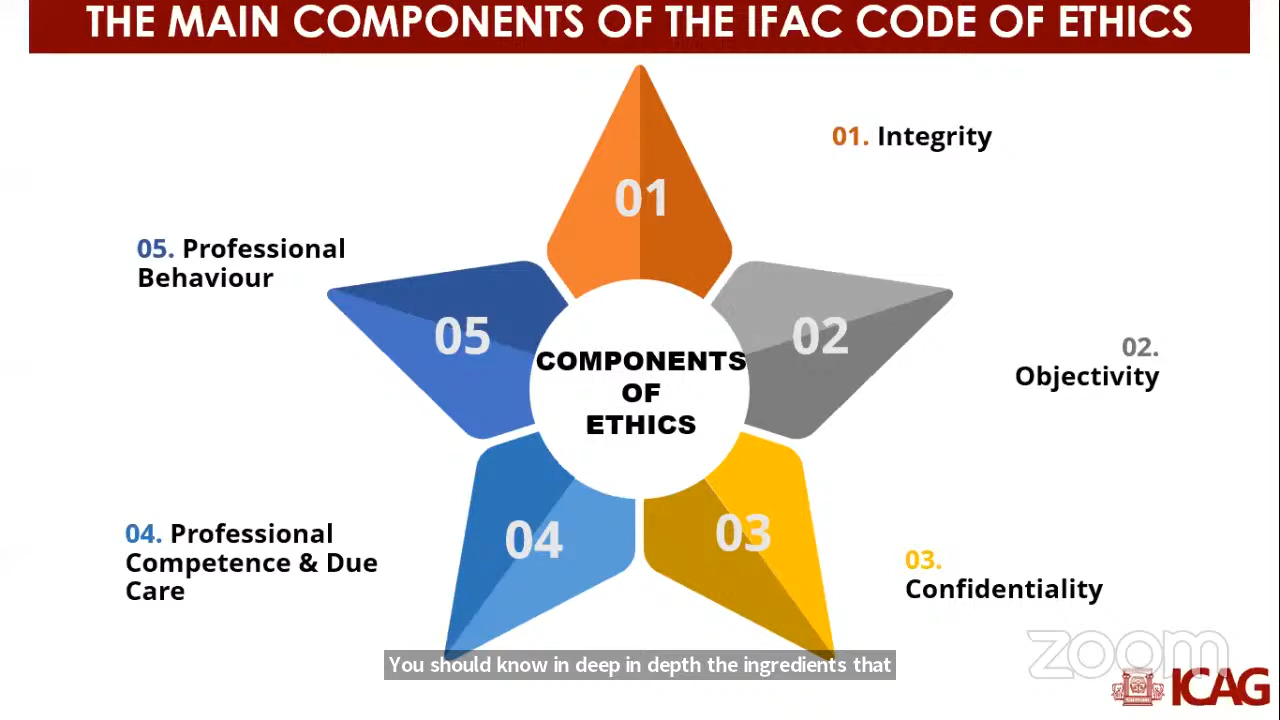 THE MAIN COMPONENTS OF THE IFAC CODE OF ETHICS
01
01. Integrity
05. Professional
Behaviour
05
02
COMPONENTS
OF
ETHICS
02.
Objectivity
04. Professional
Competence & Due
Care
04
03
03.
Confidentiality
You should know in deep in depth the ingredients that
zoom
ICAG